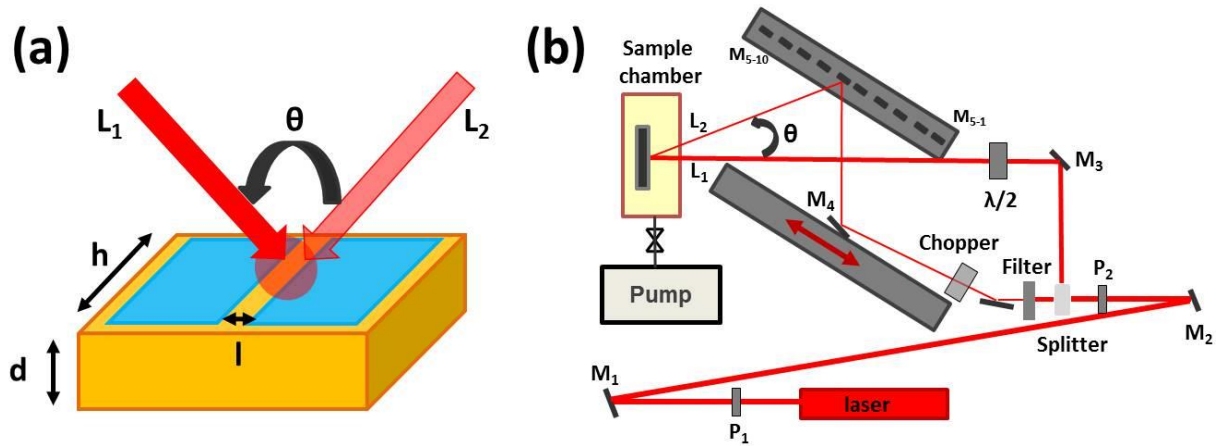 (a)
L₁
θ
L₂
h
d
l
(b)
Sample
chamber
M₅₋₁₀
M₅₋₁
L₂
θ
L₁
M₃
λ/2
M₄
Chopper
Filter
P₂
Pump
Splitter
M₂
M₁
laser
P₁